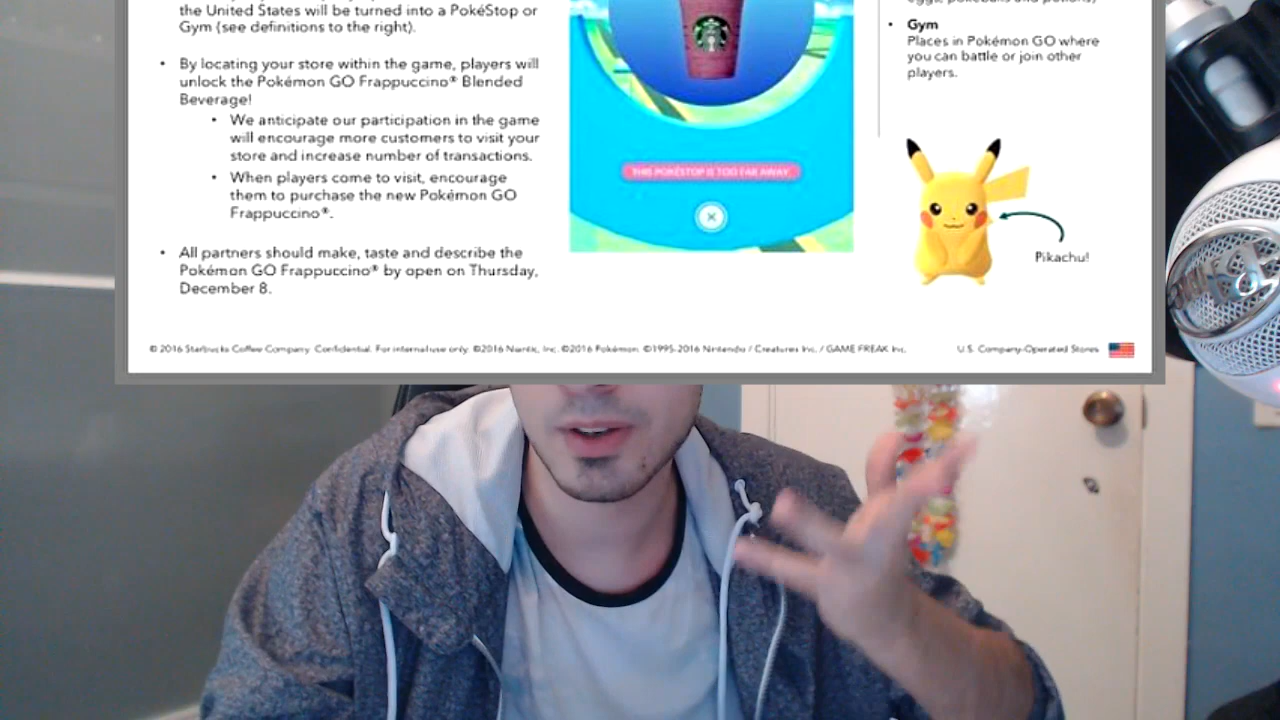 the United States will be turned into a PokéStop or
Gym (see definitions to the right).
• By locating your store within the game, players will
unlock the Pokémon GO Frappuccino® Blended
Beverage!
• We anticipate our participation in the game
will encourage more customers to visit your
store and increase number of transactions.
• When players come to visit, encourage
them to purchase the new Pokémon GO
Frappuccino®.
• All partners should make, taste and describe the
Pokémon GO Frappuccino® by open on Thursday,
December 8.
THIS POKÉSTOP IS TOO FAR AWAY.
eggs, pokéballs and potions)
• Gym
Places in Pokémon GO where
you can battle or join other
players.
Pikachu!
© 2016 Starbucks Coffee Company. Confidential. For internal use only. ©2016 Niantic, Inc. ©2016 Pokémon. ©1995-2016 Nintendo / Creatures Inc. / GAME FREAK Inc.
U.S. Company-Operated Stores